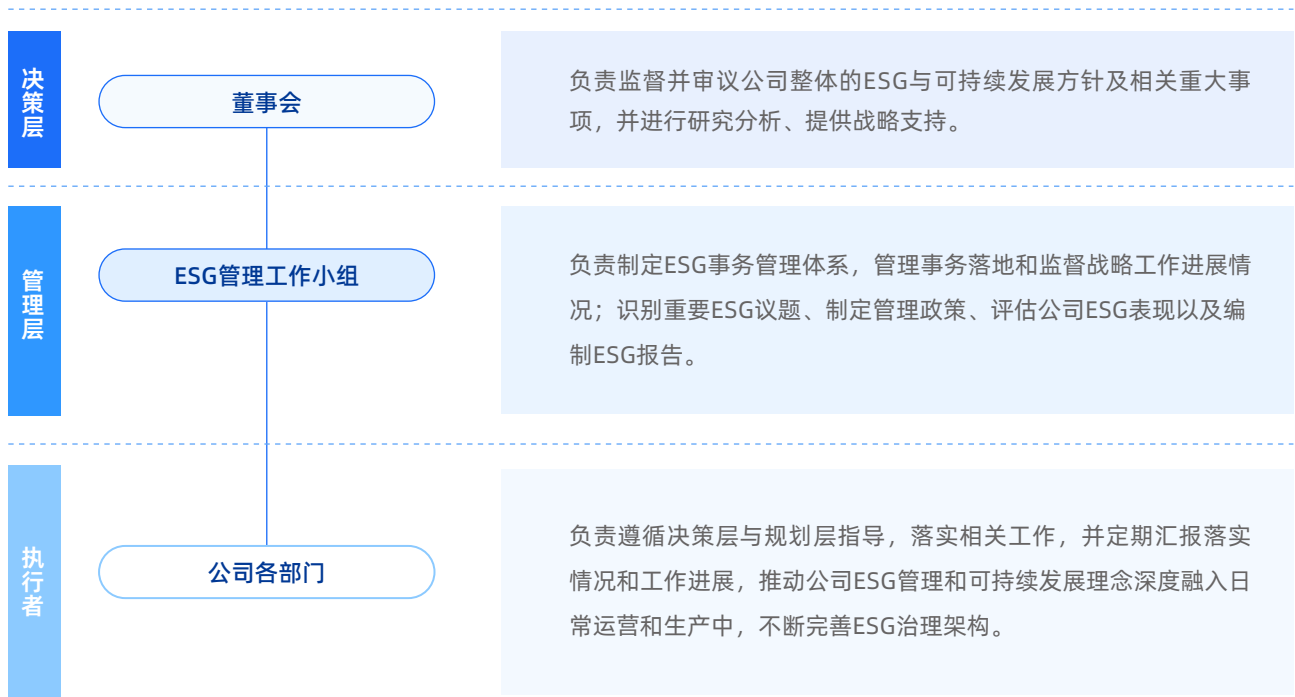 决策层
董事会
负责监督并审议公司整体的ESG与可持续发展方针及相关重大事
项，并进行研究分析、提供战略支持。
管理层
ESG管理工作小组
负责制定ESG事务管理体系，管理事务落地和监督战略工作进展情
况；识别重要ESG议题、制定管理政策、评估公司ESG表现以及编
制ESG报告。
执行者
公司各部门
负责遵循决策层与规划层指导，落实相关工作，并定期汇报落实
情况和工作进展，推动公司ESG管理和可持续发展理念深度融入日
常运营和生产中，不断完善ESG治理架构。